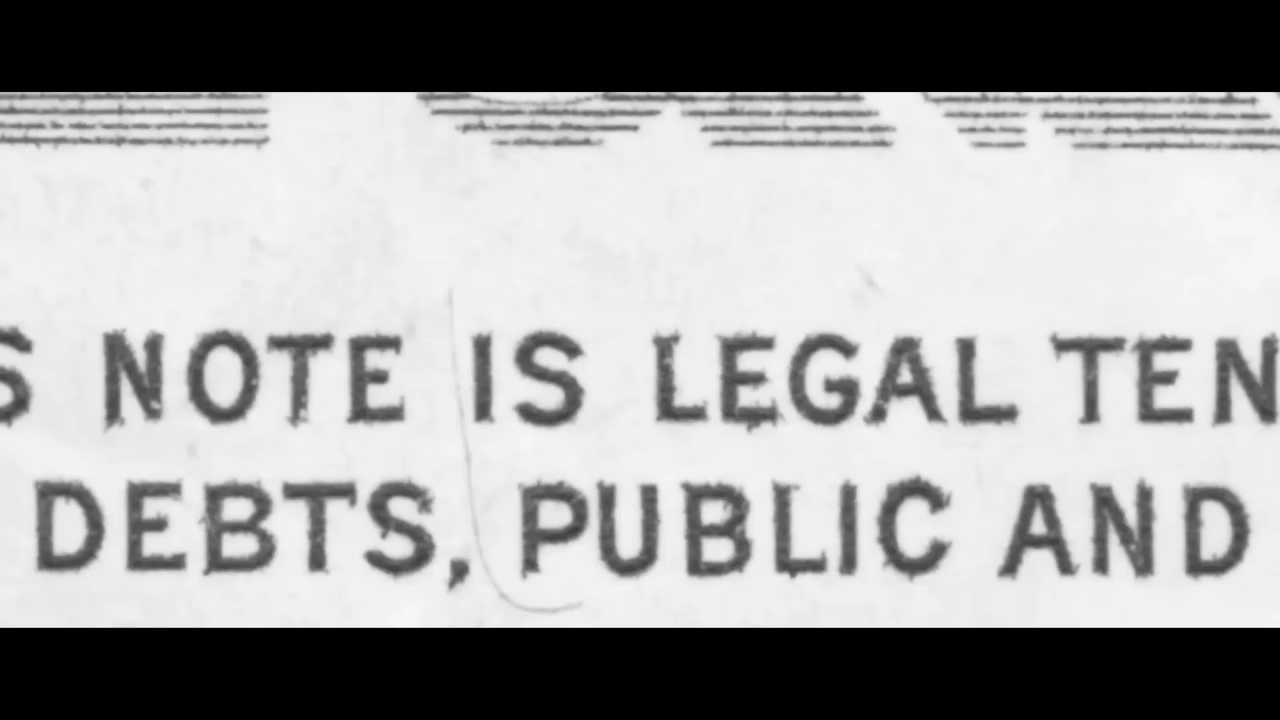 S NOTE IS LEGAL TEN
DEBTS, PUBLIC AND